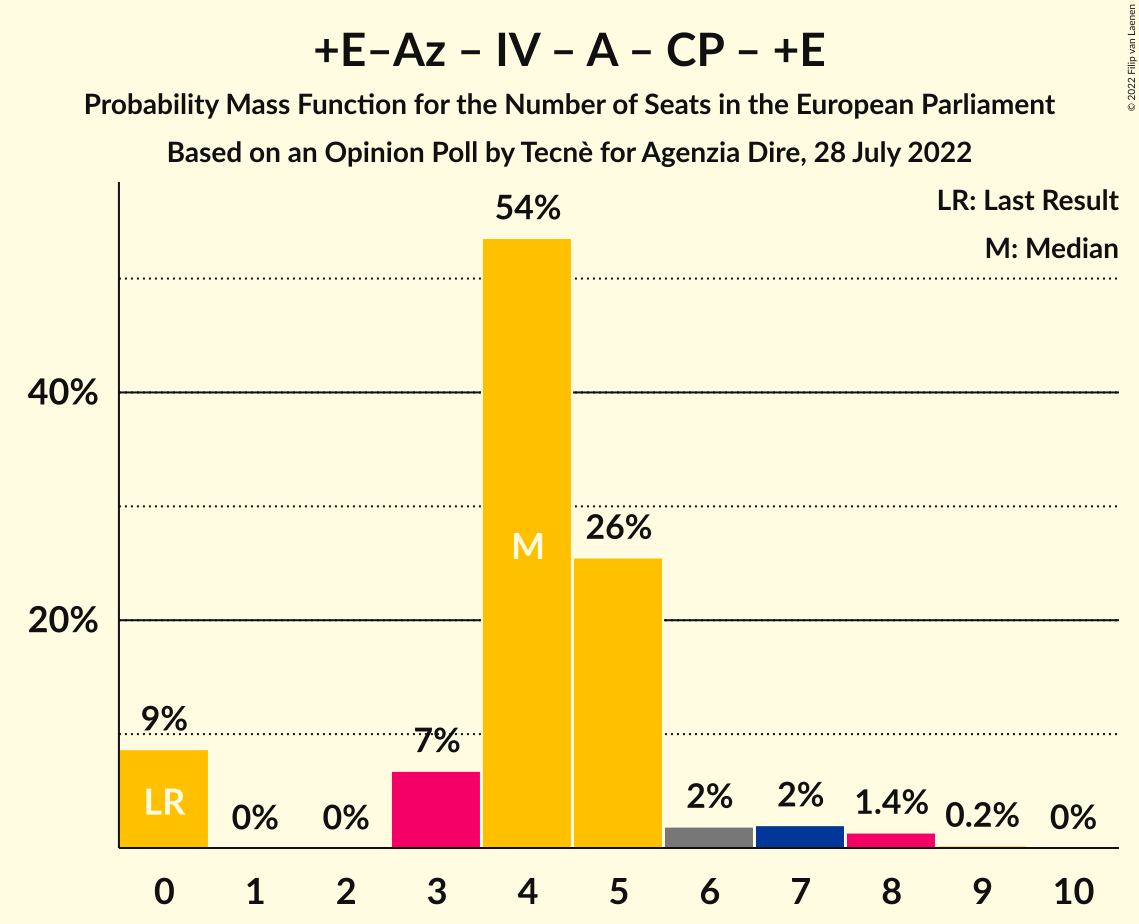 +E–Az – IV – A – CP – +E
Probability Mass Function for the Number of Seats in the European Parliament
Based on an Opinion Poll by Tecnè for Agenzia Dire, 28 July 2022
© 2022 Filip van Laenen
LR: Last Result
M: Median
54%
40%
M
26%
20%
9%
7%
LR
0%
0%
2%
2%
1.4%
0.2%
0%
0 1 2 3 4 5 6 7 8 9 10